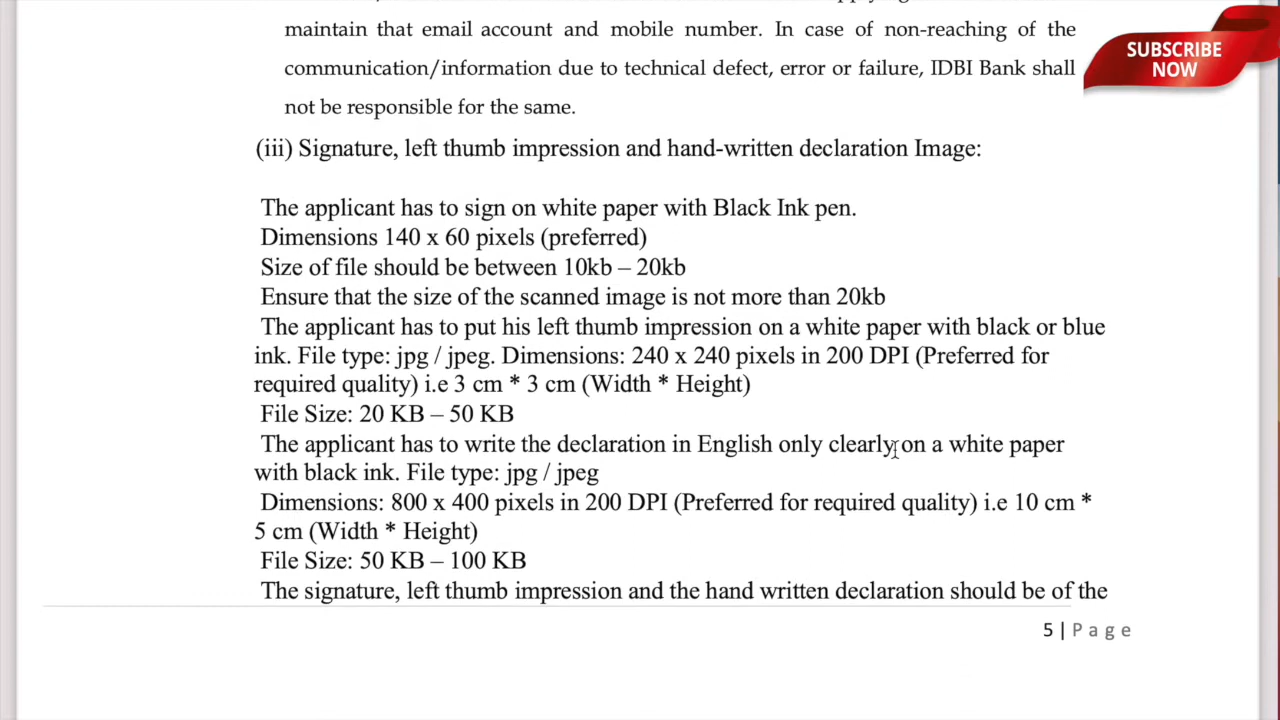 maintain that email account and mobile number. In case of non-reaching of the
communication/information due to technical defect, error or failure, IDBI Bank shall
not be responsible for the same.
SUBSCRIBE
NOW
(iii) Signature, left thumb impression and hand-written declaration Image:
The applicant has to sign on white paper with Black Ink pen.
Dimensions 140 x 60 pixels (preferred)
Size of file should be between 10kb – 20kb
Ensure that the size of the scanned image is not more than 20kb
The applicant has to put his left thumb impression on a white paper with black or blue
ink. File type: jpg / jpeg. Dimensions: 240 x 240 pixels in 200 DPI (Preferred for
required quality) i.e 3 cm * 3 cm (Width * Height)
File Size: 20 KB – 50 KB
The applicant has to write the declaration in English only clearly on a white paper
with black ink. File type: jpg / jpeg
Dimensions: 800 x 400 pixels in 200 DPI (Preferred for required quality) i.e 10 cm *
5 cm (Width * Height)
File Size: 50 KB – 100 KB
The signature, left thumb impression and the hand written declaration should be of the
5 | Page